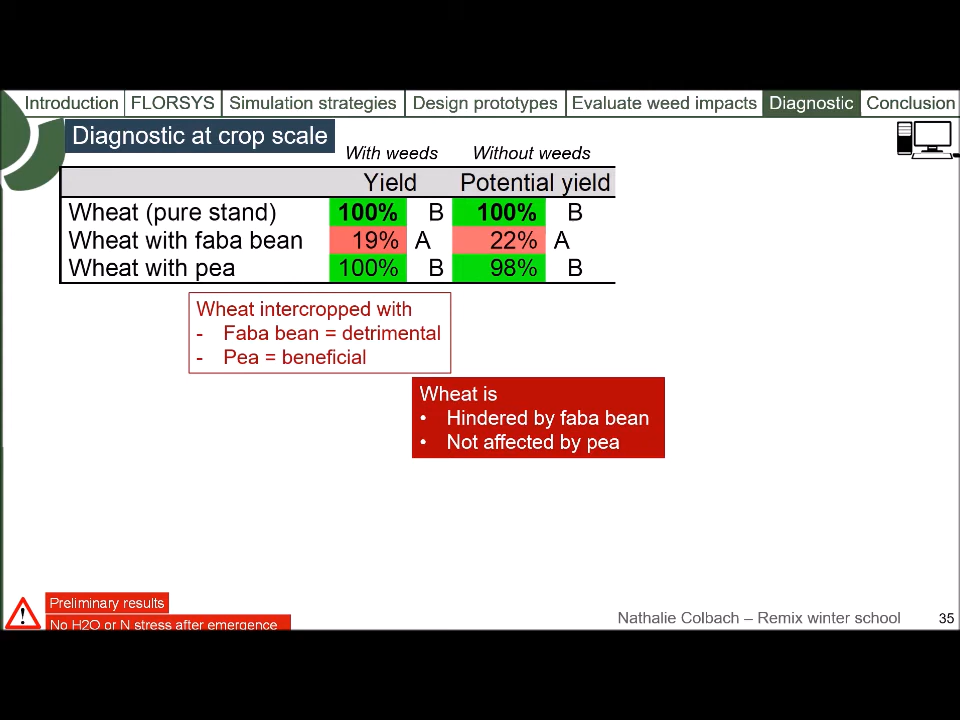 Introduction FLORSYS Simulation strategies Design prototypes Evaluate weed impacts Diagnostic Conclusion
Diagnostic at crop scale
With weeds Without weeds
Yield Potential yield
Wheat (pure stand) 100% B 100% B
Wheat with faba bean 19% A 22% A
Wheat with pea 100% B 98% B
Wheat intercropped with
- Faba bean = detrimental
- Pea = beneficial
Wheat is
• Hindered by faba bean
• Not affected by pea
Preliminary results
No H2O or N stress after emergence
Nathalie Colbach – Remix winter school 35